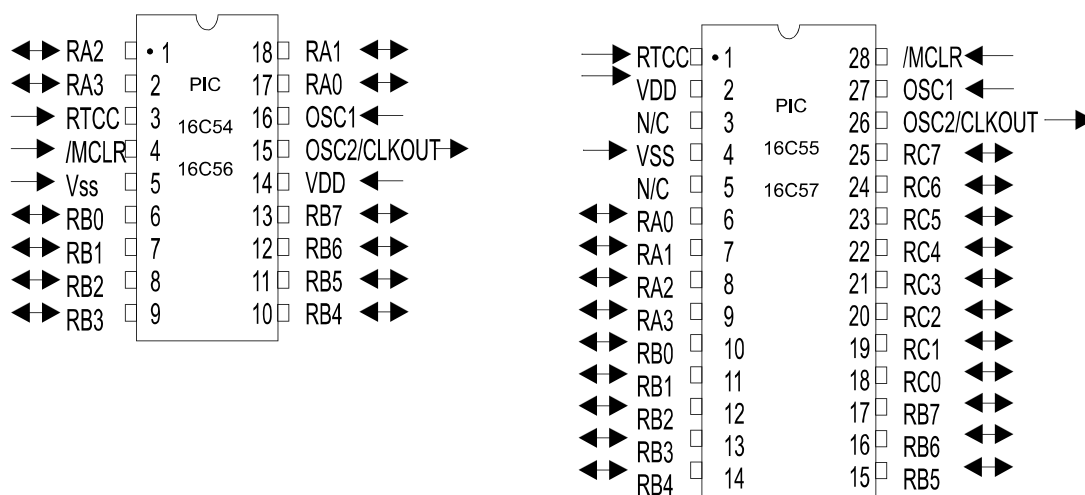 RA2 • 1 18 RA1
RA3 2 PIC 17 RA0
RTCC 3 16C54 16 OSC1
/MCLR 4 16C56 15 OSC2/CLKOUT
Vss 5 14 VDD
RB0 6 13 RB7
RB1 7 12 RB6
RB2 8 11 RB5
RB3 9 10 RB4
RTCC • 1 28 /MCLR
VDD 2 PIC 27 OSC1
N/C 3 26 OSC2/CLKOUT
VSS 4 16C55 25 RC7
N/C 5 16C57 24 RC6
RA0 6 23 RC5
RA1 7 22 RC4
RA2 8 21 RC3
RA3 9 20 RC2
RB0 10 19 RC1
RB1 11 18 RC0
RB2 12 17 RB7
RB3 13 16 RB6
RB4 14 15 RB5